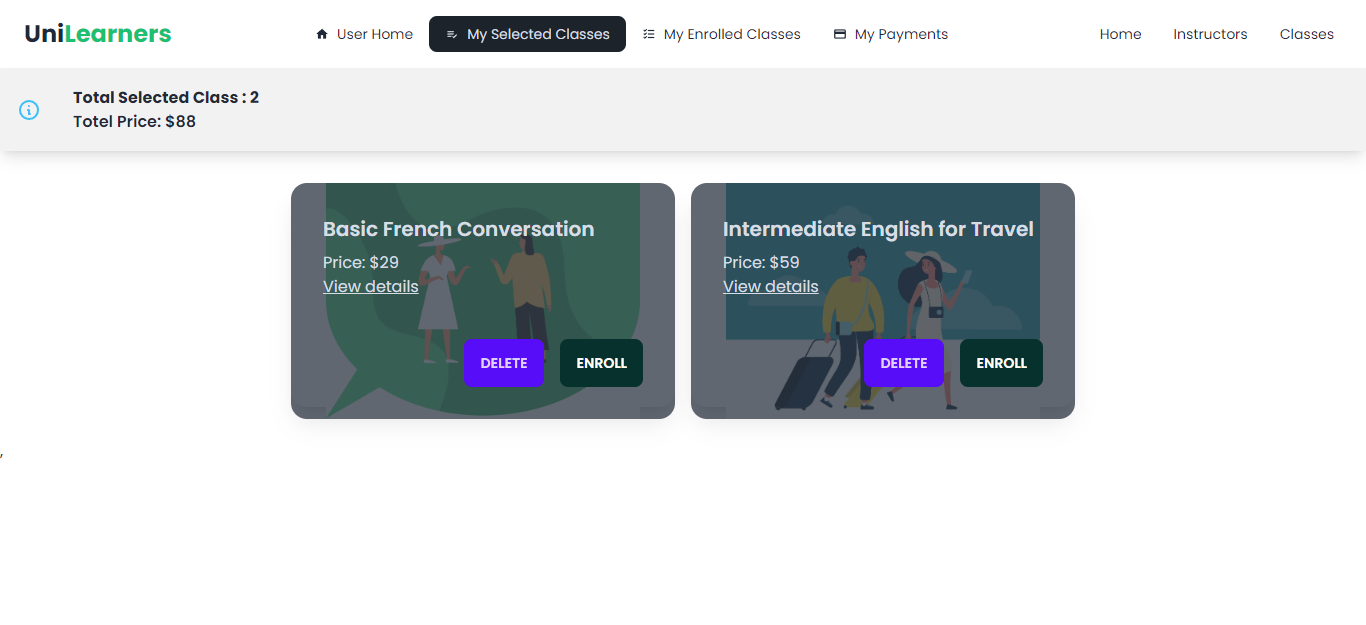 UniLearners
User Home
My Selected Classes
My Enrolled Classes
My Payments
Home
Instructors
Classes
Total Selected Class : 2
Totel Price: $88
Basic French Conversation
Price: $29
View details
DELETE
ENROLL
Intermediate English for Travel
Price: $59
View details
DELETE
ENROLL
,